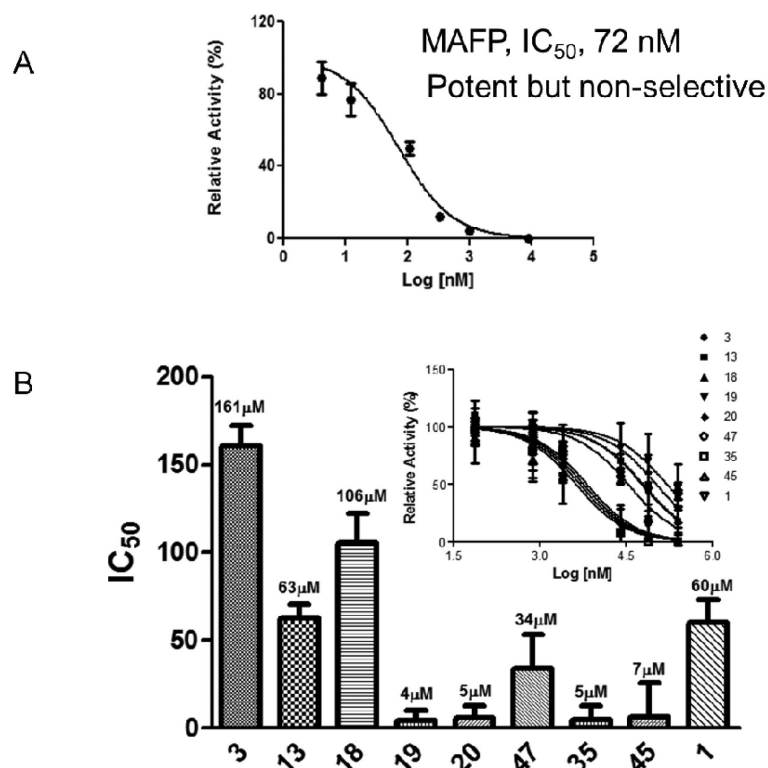 A
MAFP, IC50, 72 nM
Potent but non-selective
Relative Activity (%)
120
80
40
0
0 1 2 3 4 5
Log [nM]
B
IC50
200
150
100
50
0
161μM
63μM
106μM
4μM
5μM
34μM
5μM
7μM
60μM
3 13 18 19 20 47 35 45 1
Relative Activity (%)
150
100
50
0
1.5 3.0 4.5 6.0
Log [nM]
3
13
18
19
20
47
35
45
1